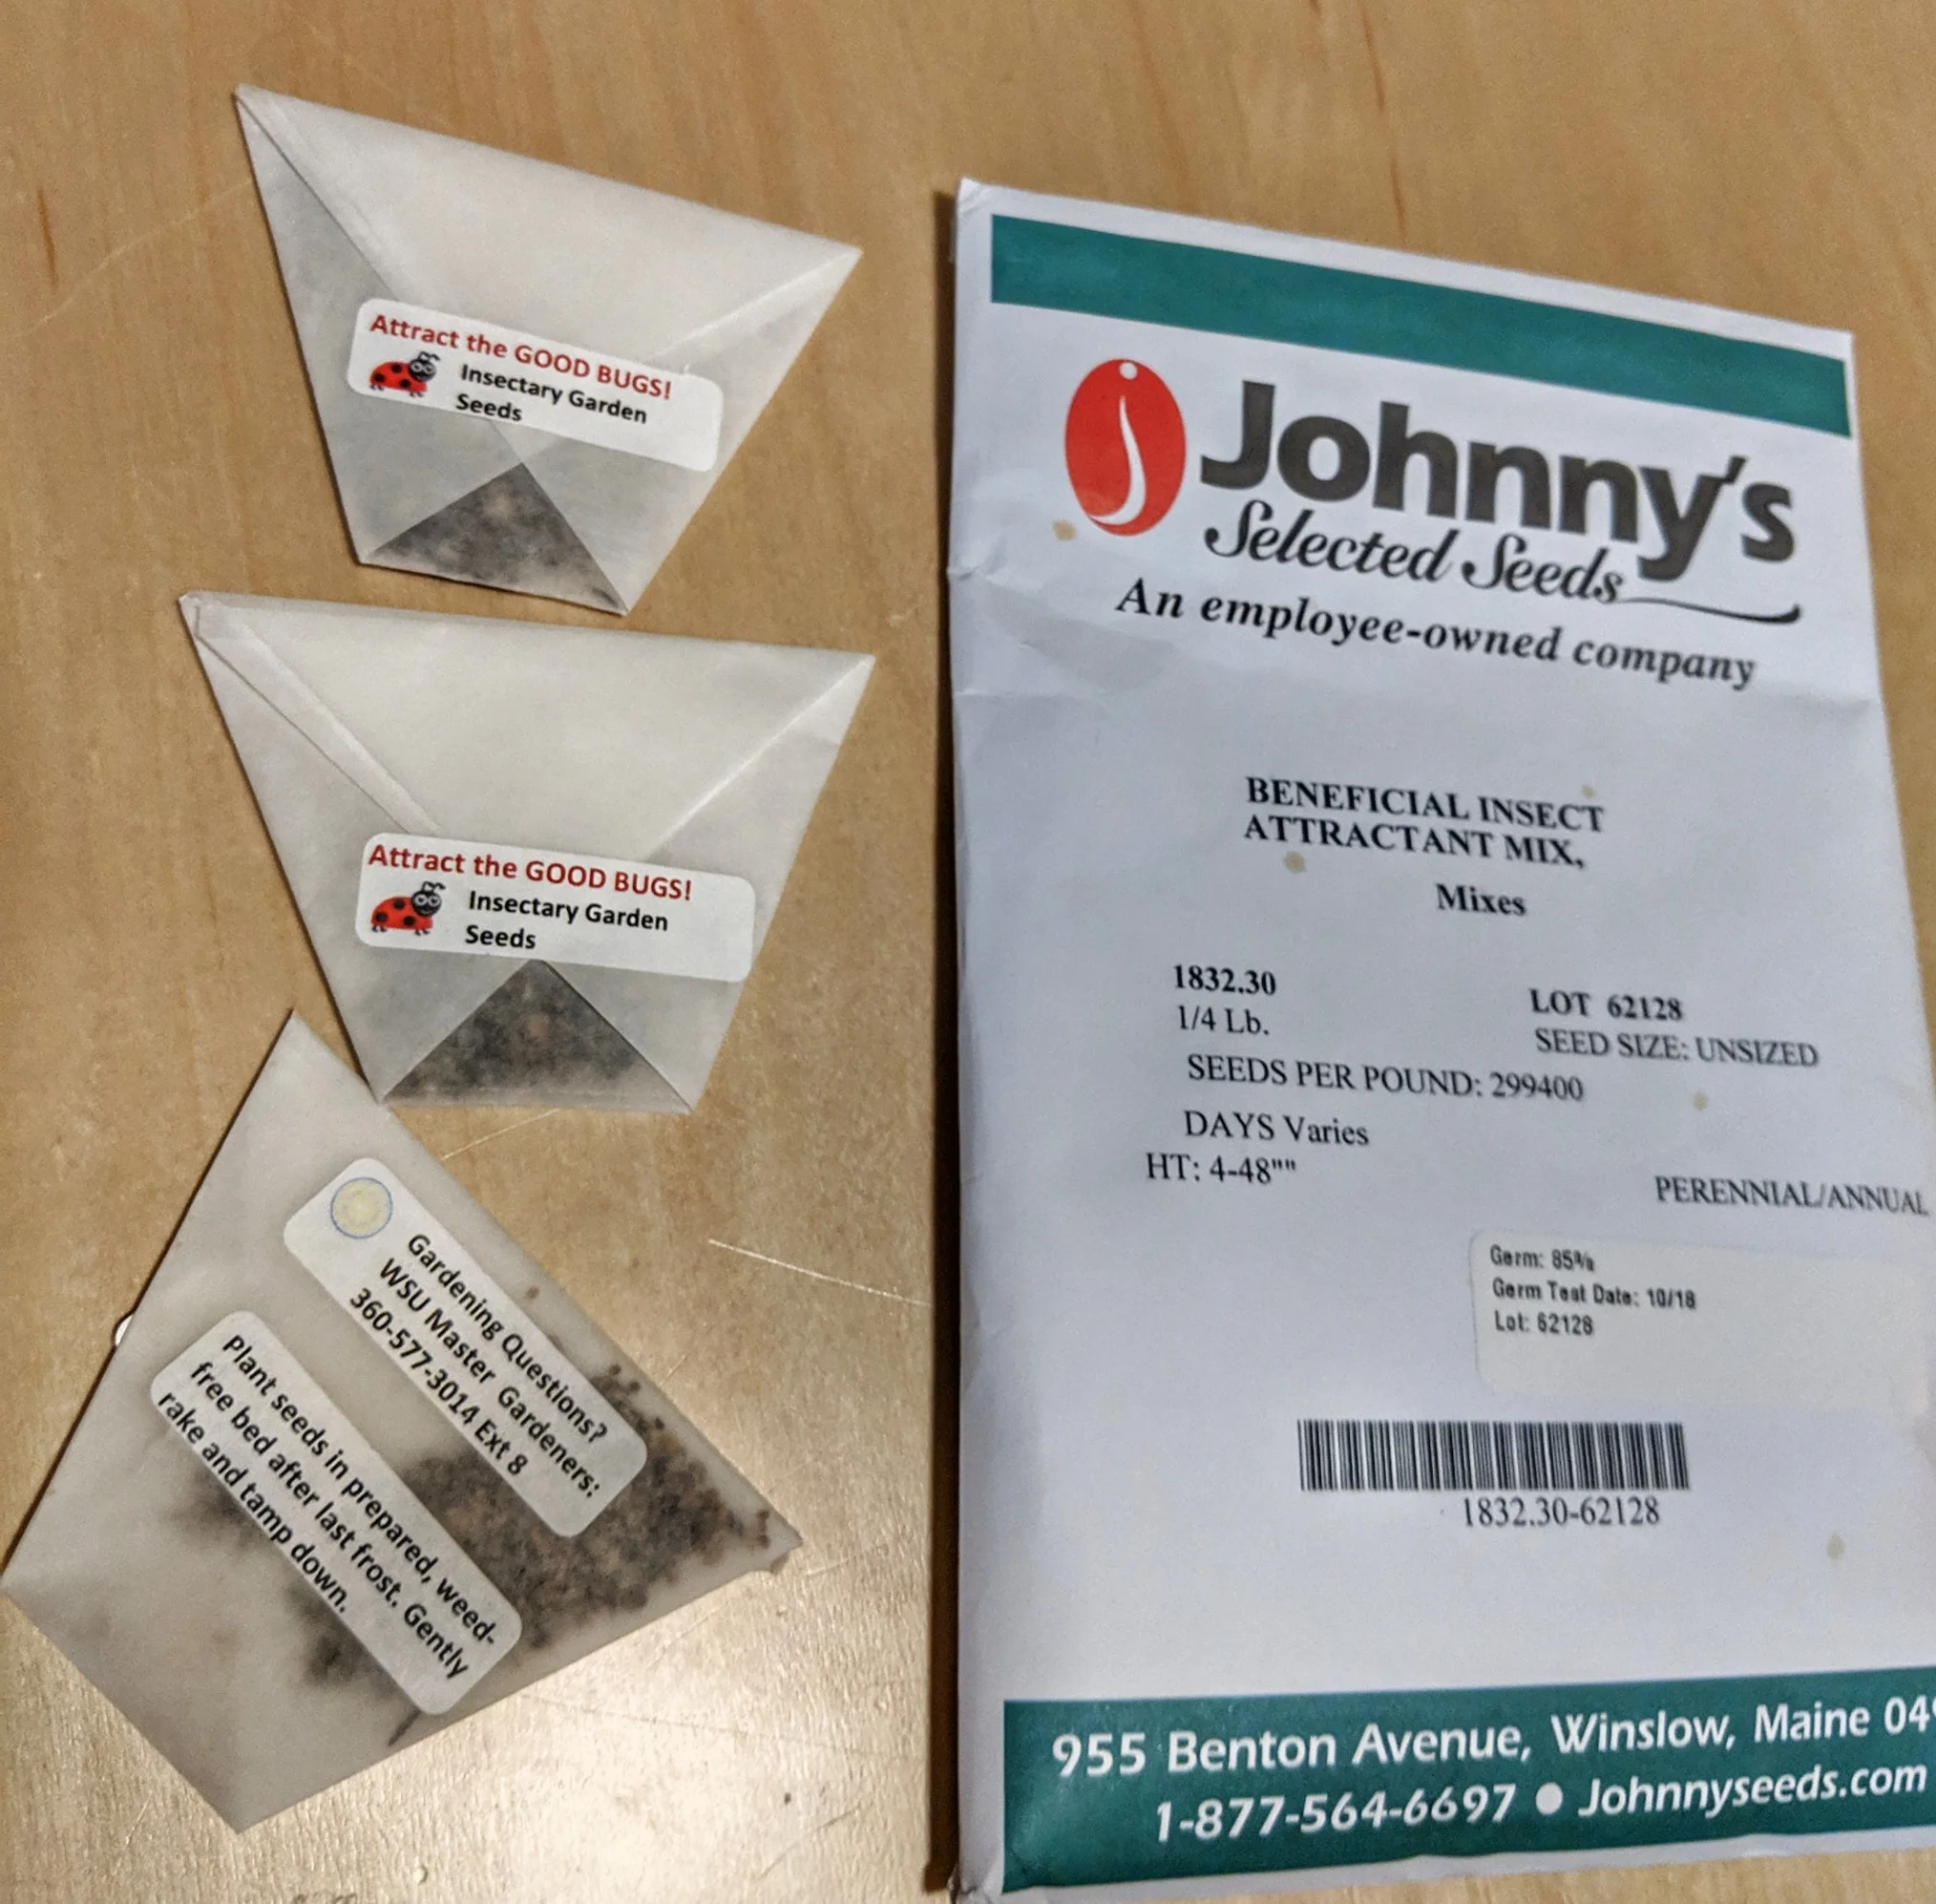 Attract the GOOD BUGS!
Insectary Garden
Seeds
Attract the GOOD BUGS!
Insectary Garden
Seeds
Gardening Questions?
WSU Master Gardeners:
360-577-3014 Ext 8
Plant seeds in prepared, weed-
free bed after last frost. Gently
rake and tamp down.
Johnny's
Selected Seeds
An employee-owned company
BENEFICIAL INSECT
ATTRACTANT MIX,
Mixes
1832.30
LOT 62128
1/4 Lb.
SEED SIZE: UNSIZED
SEEDS PER POUND: 299400
DAYS Varies
HT: 4-48""
PERENNIAL/ANNUAL
Germ: 85%
Germ Test Date: 10/18
Lot: 62128
1832.30-62128
955 Benton Avenue, Winslow, Maine
1-877-564-6697 ● Johnnyseeds.com